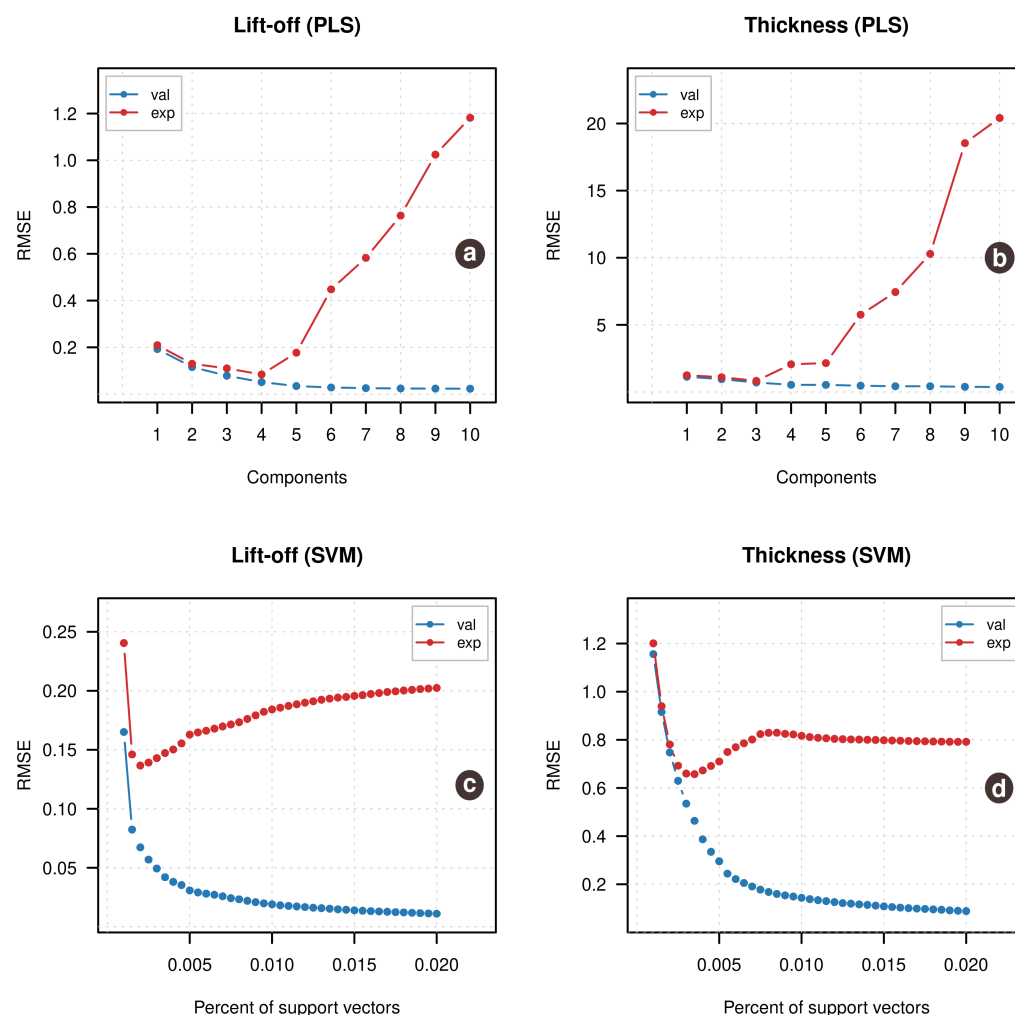 Lift-off (PLS)
val
exp
1.2
1.0
0.8
0.6
0.4
0.2
RMSE
a
1 2 3 4 5 6 7 8 9 10
Components
Thickness (PLS)
val
exp
20
15
10
5
RMSE
b
1 2 3 4 5 6 7 8 9 10
Components
Lift-off (SVM)
val
exp
0.25
0.20
0.15
0.10
0.05
RMSE
c
0.005 0.010 0.015 0.020
Percent of support vectors
Thickness (SVM)
val
exp
1.2
1.0
0.8
0.6
0.4
0.2
RMSE
d
0.005 0.010 0.015 0.020
Percent of support vectors